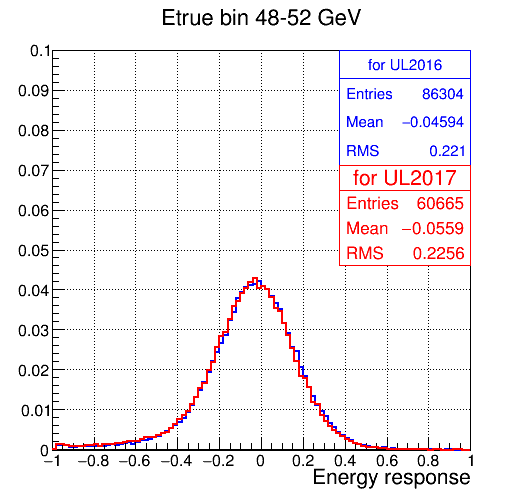 Etrue bin 48-52 GeV
for UL2016
Entries 86304
Mean −0.04594
RMS 0.221
for UL2017
Entries 60665
Mean −0.0559
RMS 0.2256
0.1
0.09
0.08
0.07
0.06
0.05
0.04
0.03
0.02
0.01
0
−1 −0.8 −0.6 −0.4 −0.2 0 0.2 0.4 0.6 0.8 1
Energy response